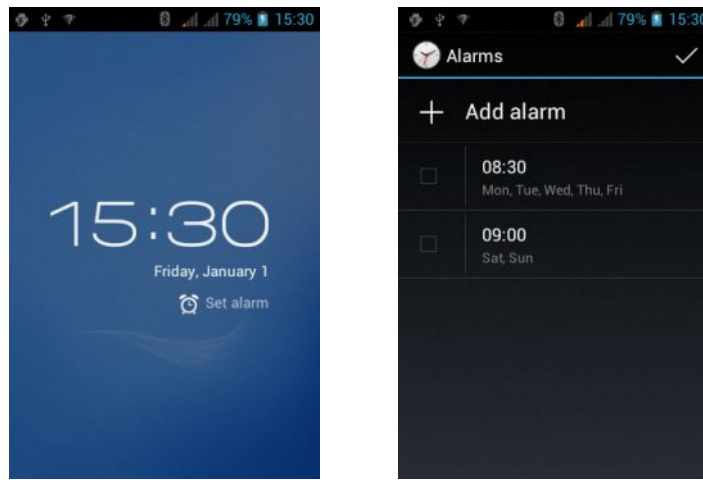 79% 15:30
15:30
Friday, January 1
Set alarm
79% 15:30
Alarms
Add alarm
08:30
Mon, Tue, Wed, Thu, Fri
09:00
Sat, Sun